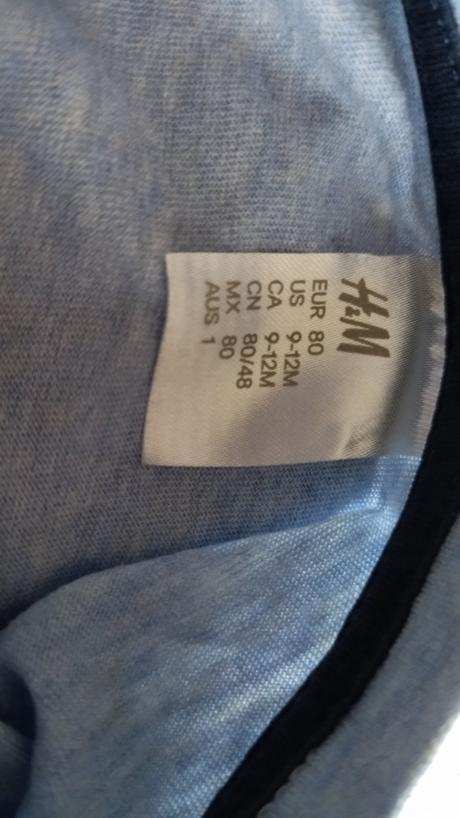 H&M
EUR 80
US 9-12M
CA 9-12M
CN 80/48
MX 80
AUS 1